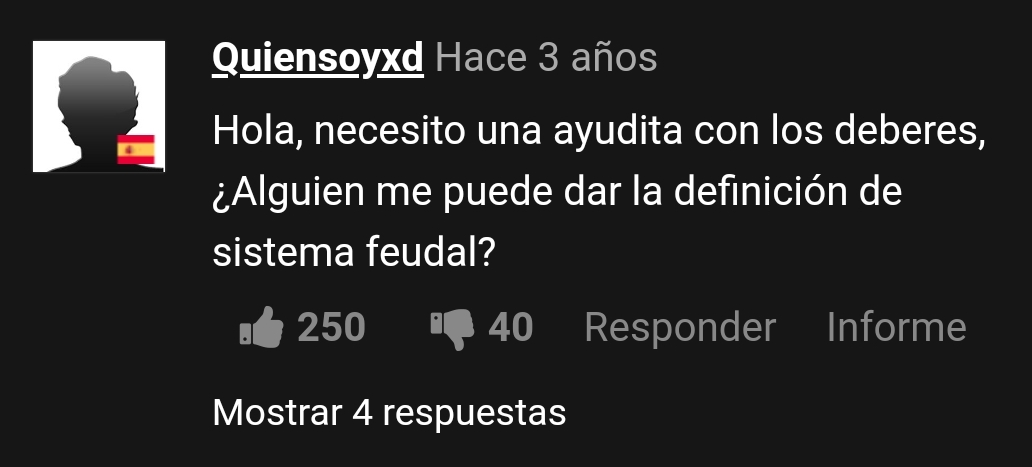 Quiensoyxd Hace 3 años
Hola, necesito una ayudita con los deberes,
¿Alguien me puede dar la definición de
sistema feudal?
250 40 Responder Informe
Mostrar 4 respuestas